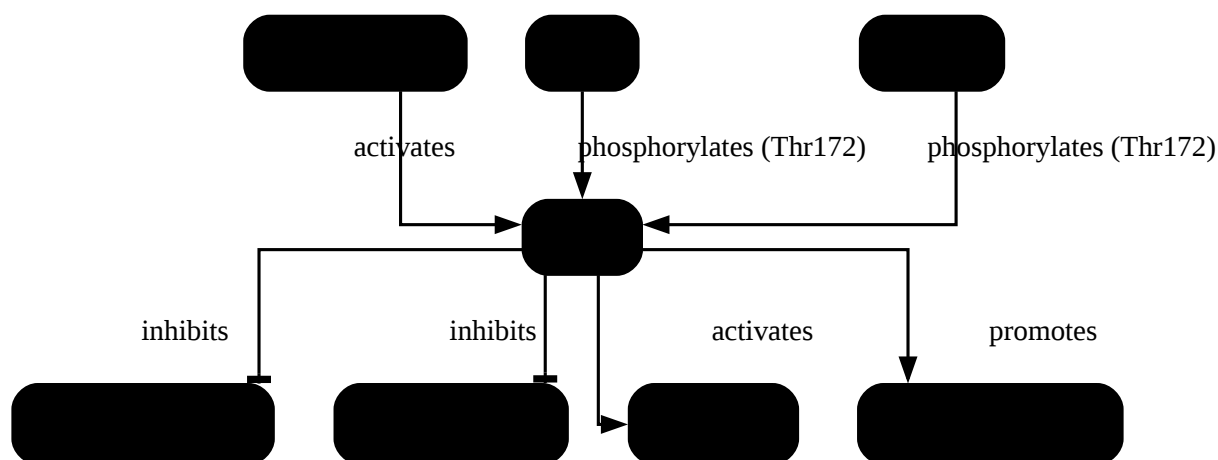 activates
phosphorylates (Thr172)
phosphorylates (Thr172)
inhibits
inhibits
activates
promotes